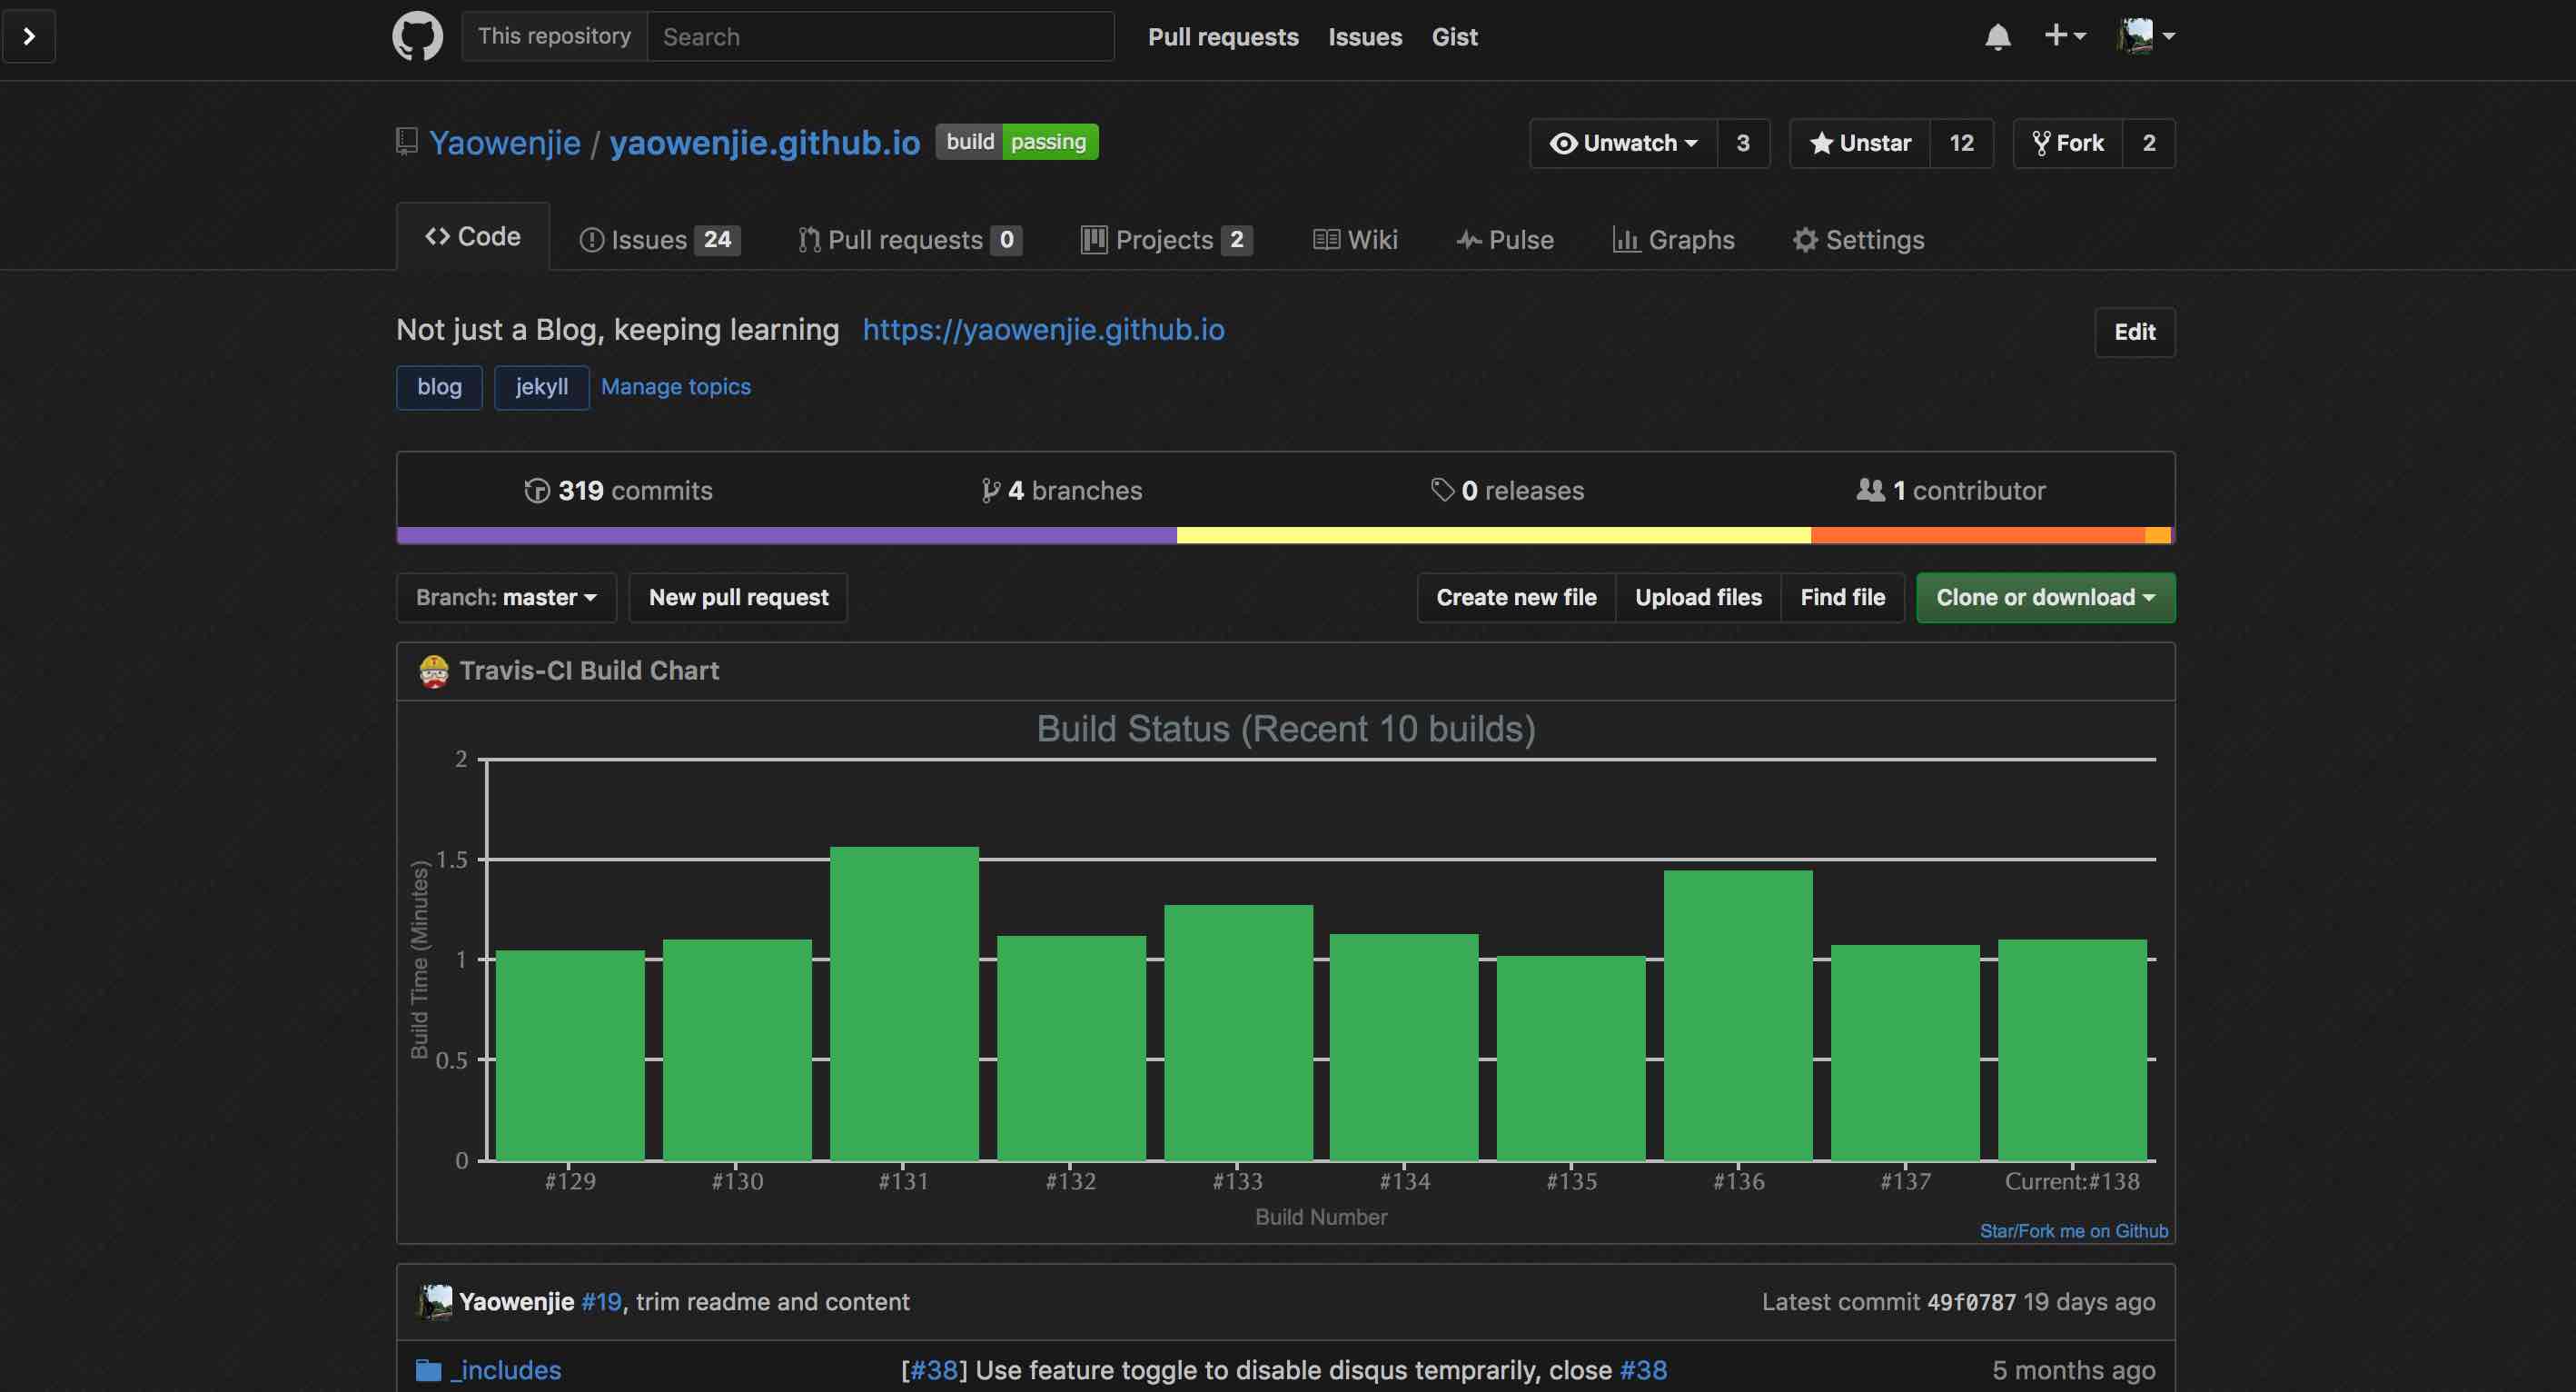 This repository Search Pull requests Issues Gist
Yaowenjie / yaowenjie.github.io build passing Unwatch 3 Unstar 12 Fork 2
Code Issues 24 Pull requests 0 Projects 2 Wiki Pulse Graphs Settings
Not just a Blog, keeping learning https://yaowenjie.github.io Edit
blog jekyll Manage topics
319 commits 4 branches 0 releases 1 contributor
Branch: master New pull request Create new file Upload files Find file Clone or download
Travis-CI Build Chart
Build Status (Recent 10 builds)
2
1.5
1
0.5
0
Build Time (Minutes)
#129 #130 #131 #132 #133 #134 #135 #136 #137 Current:#138
Build Number
Star/Fork me on Github
Yaowenjie #19, trim readme and content Latest commit 49f0787 19 days ago
_includes [#38] Use feature toggle to disable disqus temprarily, close #38 5 months ago